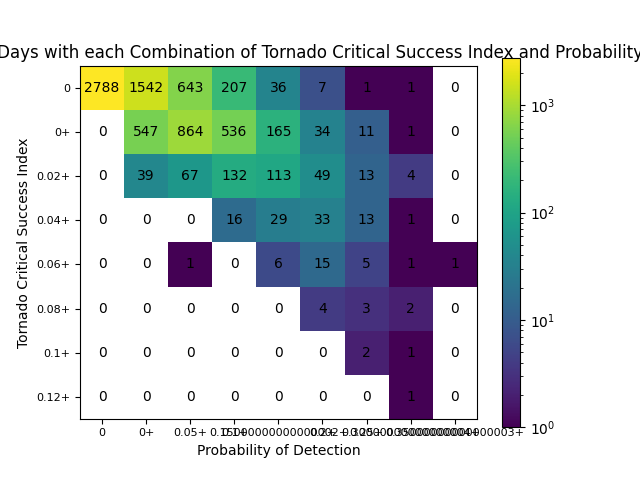 Days with each Combination of Tornado Critical Success Index and Probability
0 2788 1542 643 207 36 7 1 1 0
0+ 0 547 864 536 165 34 11 1 0
0.02+ 0 39 67 132 113 49 13 4 0
0.04+ 0 0 0 16 29 33 13 1 0
0.06+ 0 0 1 0 6 15 5 1 1
0.08+ 0 0 0 0 0 4 3 2 0
0.1+ 0 0 0 0 0 0 2 1 0
0.12+ 0 0 0 0 0 0 0 1 0
0 0+ 0.05+
Probability of Detection
Tornado Critical Success Index
10³
10²
10¹
10⁰